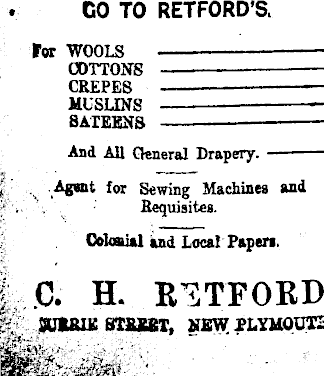 GO TO RETFORD'S.
For WOOLS
COTTONS
CREPES
MUSLINS
SATEENS
And All General Drapery.
Agent for Sewing Machines and
Requisites.
Colonial and Local Papers.
C. H. RETFORD
CURRIE STREET, NEW PLYMOUTH